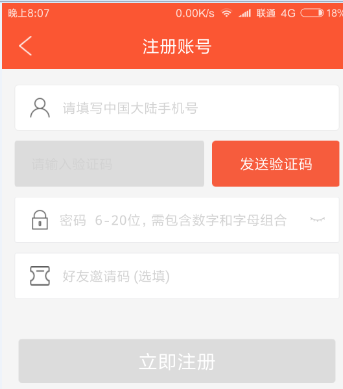 晚上8:07 0.00K/s 联通 4G 18%
注册账号
请填写中国大陆手机号
请输入验证码 发送验证码
密码 6-20位，需包含数字和字母组合
好友邀请码(选填)
立即注册